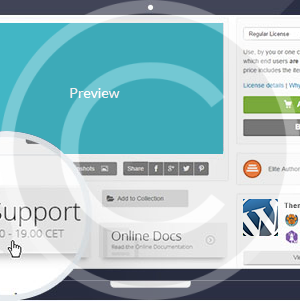 Regular License
Use, by you or one c
which end users are
price includes the ite
License details | Why
Preview
Share
Elite Author
Add to Collection
Support
0 - 19.00 CET
Online Docs
Read the Online Documentation
Them
Vie